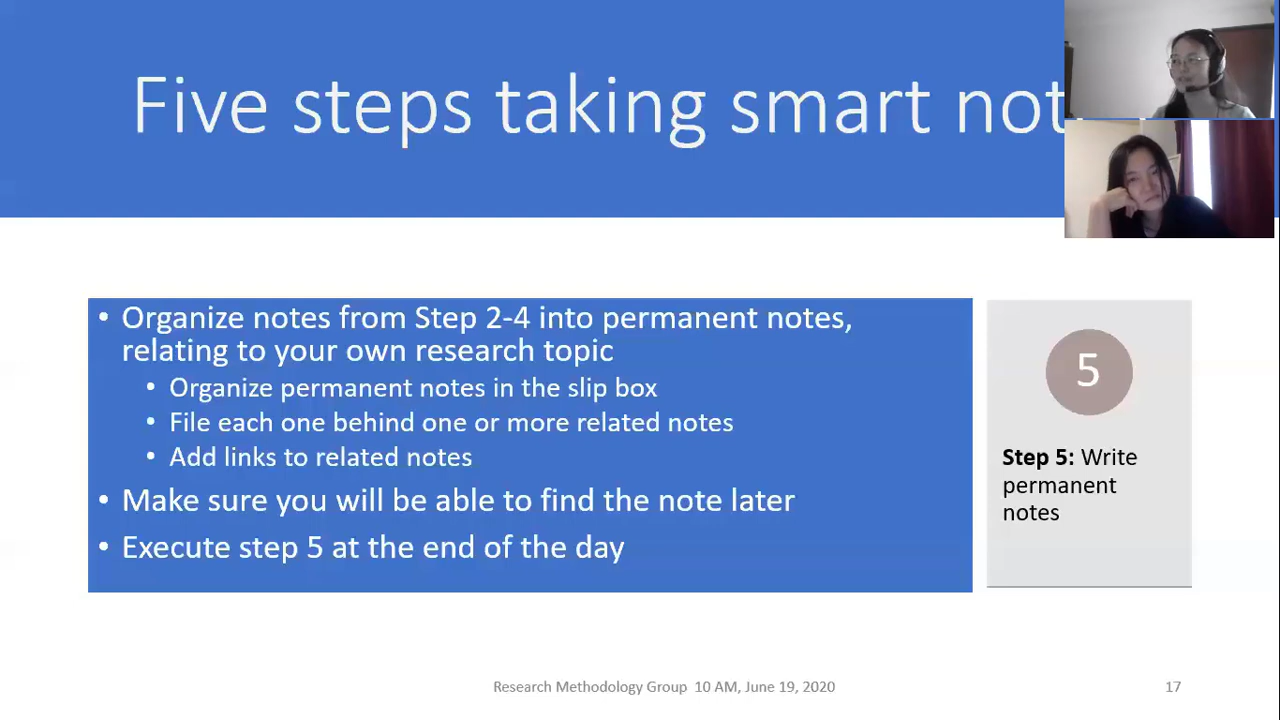 Five steps taking smart not
• Organize notes from Step 2-4 into permanent notes,
relating to your own research topic
• Organize permanent notes in the slip box
• File each one behind one or more related notes
• Add links to related notes
• Make sure you will be able to find the note later
• Execute step 5 at the end of the day
5
Step 5: Write
permanent
notes
Research Methodology Group 10 AM, June 19, 2020
17